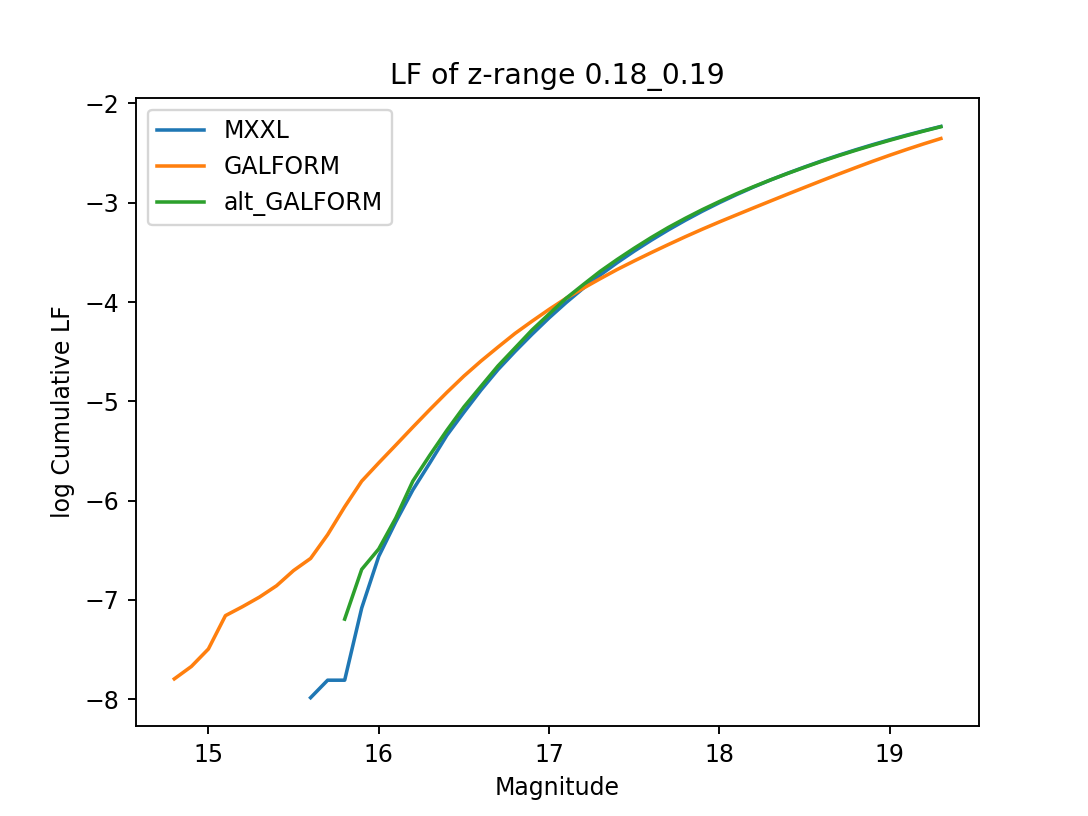 LF of z-range 0.18_0.19
MXXL
GALFORM
alt_GALFORM
log Cumulative LF
−2
−3
−4
−5
−6
−7
−8
15
16
17
18
19
Magnitude